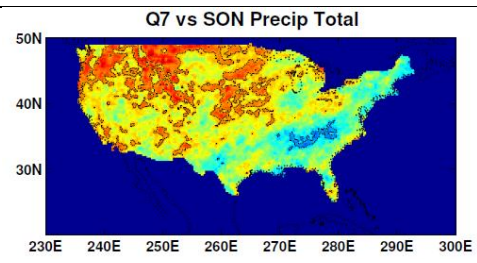 Q7 vs SON Precip Total
50N
40N
30N
230E 240E 250E 260E 270E 280E 290E 300E